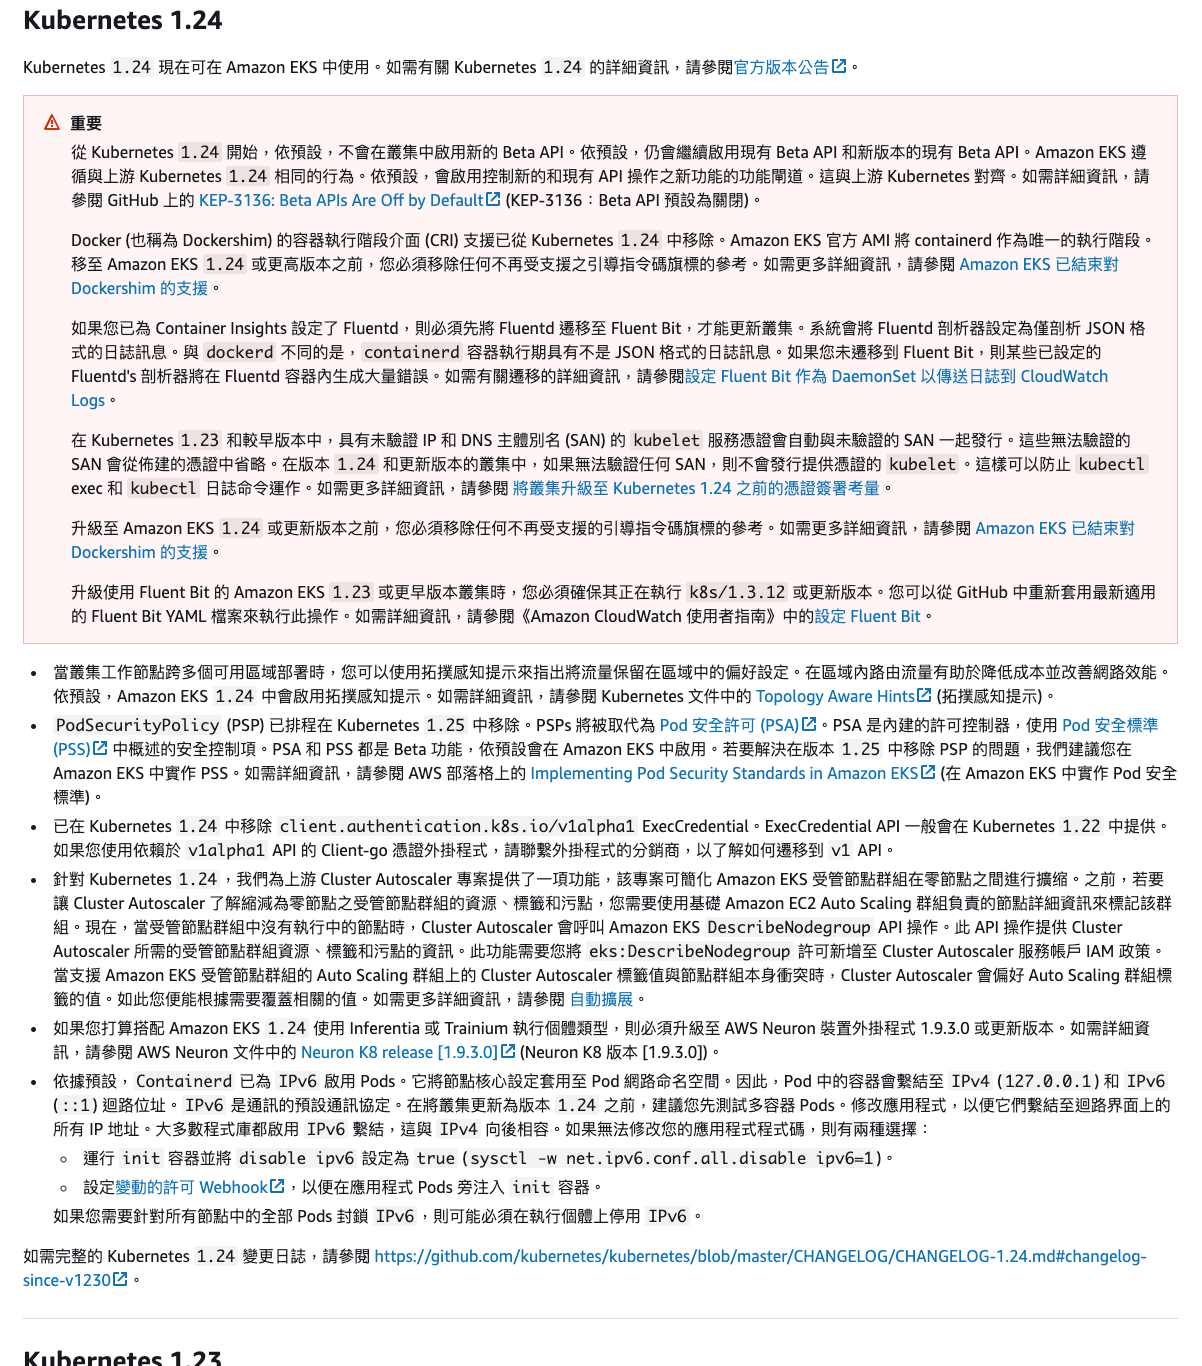 Kubernetes 1.24
Kubernetes 1.24 現在可在 Amazon EKS 中使用。如需有關 Kubernetes 1.24 的詳細資訊，請參閱官方版本公告。
重要
從 Kubernetes 1.24 開始，依預設，不會在叢集中啟用新的 Beta API。依預設，仍會繼續啟用現有 Beta API 和新版本的現有 Beta API。Amazon EKS 遵
循與上游 Kubernetes 1.24 相同的行為。依預設，會啟用控制新的和現有 API 操作之新功能的功能閘道。這與上游 Kubernetes 對齊。如需詳細資訊，請
參閱 GitHub 上的 KEP-3136: Beta APIs Are Off by Default (KEP-3136：Beta API 預設為關閉)。
Docker (也稱為 Dockershim) 的容器執行階段介面 (CRI) 支援已從 Kubernetes 1.24 中移除。Amazon EKS 官方 AMI 將 containerd 作為唯一的執行階段。
移至 Amazon EKS 1.24 或更高版本之前，您必須移除任何不再受支援之引導指令碼旗標的參考。如需更多詳細資訊，請參閱 Amazon EKS 已結束對
Dockershim 的支援。
如果您已為 Container Insights 設定了 Fluentd，則必須先將 Fluentd 遷移至 Fluent Bit，才能更新叢集。系統會將 Fluentd 剖析器設定為僅剖析 JSON 格
式的日誌訊息。與 dockerd 不同的是，containerd 容器執行期具有不是 JSON 格式的日誌訊息。如果您未遷移到 Fluent Bit，則某些已設定的
Fluentd's 剖析器將在 Fluentd 容器內生成大量錯誤。如需有關遷移的詳細資訊，請參閱設定 Fluent Bit 作為 DaemonSet 以傳送日誌到 CloudWatch
Logs。
在 Kubernetes 1.23 和較早版本中，具有未驗證 IP 和 DNS 主體別名 (SAN) 的 kubelet 服務憑證會自動與未驗證的 SAN 一起發行。這些無法驗證的
SAN 會從佈建的憑證中省略。在版本 1.24 和更新版本的叢集中，如果無法驗證任何 SAN，則不會發行提供憑證的 kubelet。這樣可以防止 kubectl
exec 和 kubectl 日誌命令運作。如需更多詳細資訊，請參閱 將叢集升級至 Kubernetes 1.24 之前的憑證簽署考量。
升級至 Amazon EKS 1.24 或更新版本之前，您必須移除任何不再受支援的引導指令碼旗標的參考。如需更多詳細資訊，請參閱 Amazon EKS 已結束對
Dockershim 的支援。
升級使用 Fluent Bit 的 Amazon EKS 1.23 或更早版本叢集時，您必須確保其正在執行 k8s/1.3.12 或更新版本。您可以從 GitHub 中重新套用最新適用
的 Fluent Bit YAML 檔案來執行此操作。如需詳細資訊，請參閱《Amazon CloudWatch 使用者指南》中的設定 Fluent Bit。
• 當叢集工作節點跨多個可用區域部署時，您可以使用拓撲感知提示來指出將流量保留在區域中的偏好設定。在區域內路由流量有助於降低成本並改善網路效能。
依預設，Amazon EKS 1.24 中會啟用拓撲感知提示。如需詳細資訊，請參閱 Kubernetes 文件中的 Topology Aware Hints (拓撲感知提示)。
• PodSecurityPolicy (PSP) 已排程在 Kubernetes 1.25 中移除。PSPs 將被取代為 Pod 安全許可 (PSA)。PSA 是內建的許可控制器，使用 Pod 安全標準
(PSS) 中概述的安全控制項。PSA 和 PSS 都是 Beta 功能，依預設會在 Amazon EKS 中啟用。若要解決在版本 1.25 中移除 PSP 的問題，我們建議您在
Amazon EKS 中實作 PSS。如需詳細資訊，請參閱 AWS 部落格上的 Implementing Pod Security Standards in Amazon EKS (在 Amazon EKS 中實作 Pod 安全
標準)。
• 已在 Kubernetes 1.24 中移除 client.authentication.k8s.io/v1alpha1 ExecCredential。ExecCredential API 一般會在 Kubernetes 1.22 中提供。
如果您使用依賴於 v1alpha1 API 的 Client-go 憑證外掛程式，請聯繫外掛程式的分銷商，以了解如何遷移到 v1 API。
• 針對 Kubernetes 1.24，我們為上游 Cluster Autoscaler 專案提供了一項功能，該專案可簡化 Amazon EKS 受管節點群組在零節點之間進行擴縮。之前，若要
讓 Cluster Autoscaler 了解縮減為零節點之受管節點群組的資源、標籤和污點，您需要使用基礎 Amazon EC2 Auto Scaling 群組負責的節點詳細資訊來標記該群
組。現在，當受管節點群組中沒有執行中的節點時，Cluster Autoscaler 會呼叫 Amazon EKS DescribeNodegroup API 操作。此 API 操作提供 Cluster
Autoscaler 所需的受管節點群組資源、標籤和污點的資訊。此功能需要您將 eks:DescribeNodegroup 許可新增至 Cluster Autoscaler 服務帳戶 IAM 政策。
當支援 Amazon EKS 受管節點群組的 Auto Scaling 群組上的 Cluster Autoscaler 標籤值與節點群組本身衝突時，Cluster Autoscaler 會偏好 Auto Scaling 群組標
籤的值。如此您便能根據需要覆蓋相關的值。如需更多詳細資訊，請參閱 自動擴展。
• 如果您打算搭配 Amazon EKS 1.24 使用 Inferentia 或 Trainium 執行個體類型，則必須升級至 AWS Neuron 裝置外掛程式 1.9.3.0 或更新版本。如需詳細資
訊，請參閱 AWS Neuron 文件中的 Neuron K8 release [1.9.3.0] (Neuron K8 版本 [1.9.3.0])。
• 依據預設，Containerd 已為 IPv6 啟用 Pods。它將節點核心設定套用至 Pod 網路命名空間。因此，Pod 中的容器會繫結至 IPv4 (127.0.0.1) 和 IPv6
(::1) 迴路位址。IPv6 是通訊的預設通訊協定。在將叢集更新為版本 1.24 之前，建議您先測試多容器 Pods。修改應用程式，以便它們繫結至迴路界面上的
所有 IP 地址。大多數程式庫都啟用 IPv6 繫結，這與 IPv4 向後相容。如果無法修改您的應用程式程式碼，則有兩種選擇：
◦ 運行 init 容器並將 disable ipv6 設定為 true (sysctl -w net.ipv6.conf.all.disable ipv6=1)。
◦ 設定變動的許可 Webhook，以便在應用程式 Pods 旁注入 init 容器。
如果您需要針對所有節點中的全部 Pods 封鎖 IPv6，則可能必須在執行個體上停用 IPv6。
如需完整的 Kubernetes 1.24 變更日誌，請參閱 https://github.com/kubernetes/kubernetes/blob/master/CHANGELOG/CHANGELOG-1.24.md#changelog-
since-v1230。
Kubernetes 1.23